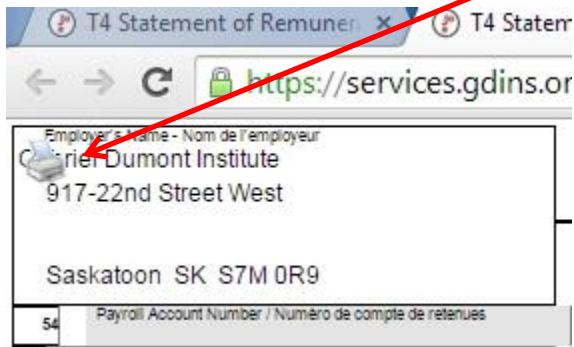 T4 Statement of Remuner
T4 Statem
https://services.gdins.or
Employer's Name - Nom de l'employeur
Dumont Institute
917-22nd Street West
Saskatoon SK S7M 0R9
54
Payroll Account Number / Numéro de compte de retenues